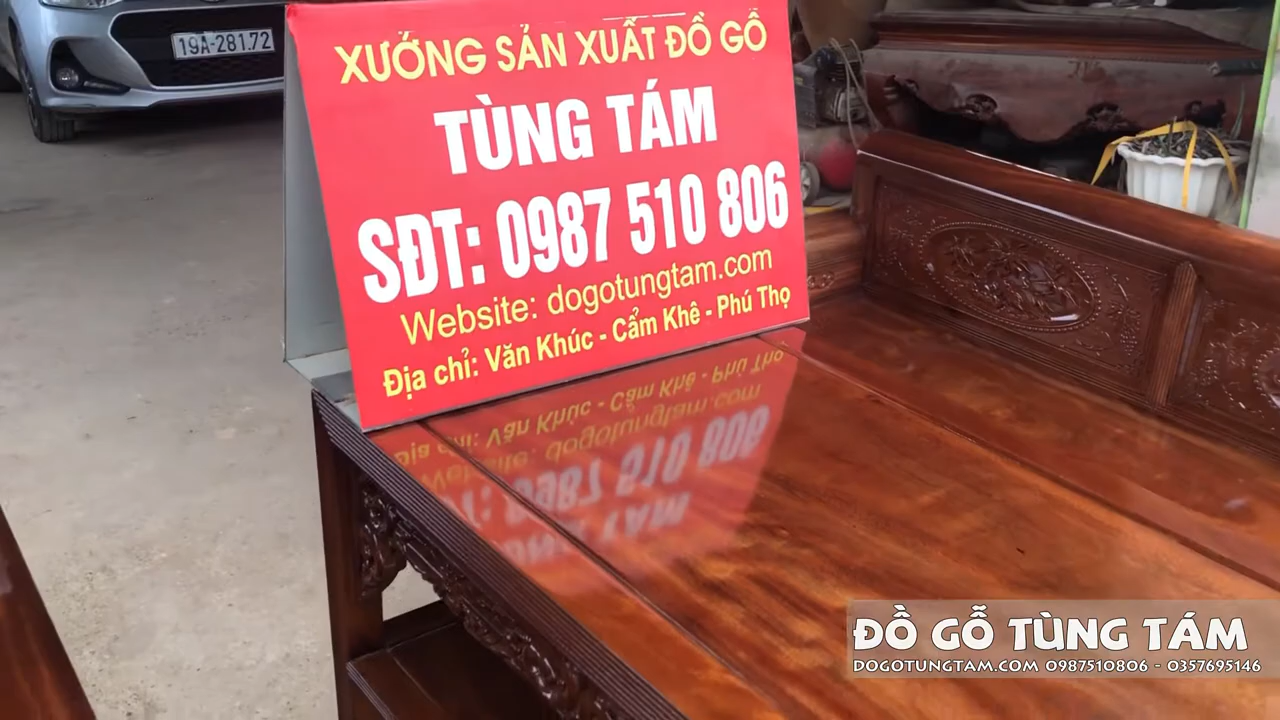 19A-281.72
XƯỞNG SẢN XUẤT ĐỒ GỖ
TÙNG TÁM
SĐT: 0987 510 806
Website: dogotungtam.com
Địa chỉ: Văn Khúc - Cẩm Khê - Phú Thọ
ĐỒ GỖ TÙNG TÁM
DOGOTUNGTAM.COM 0987510806 - 0357695146